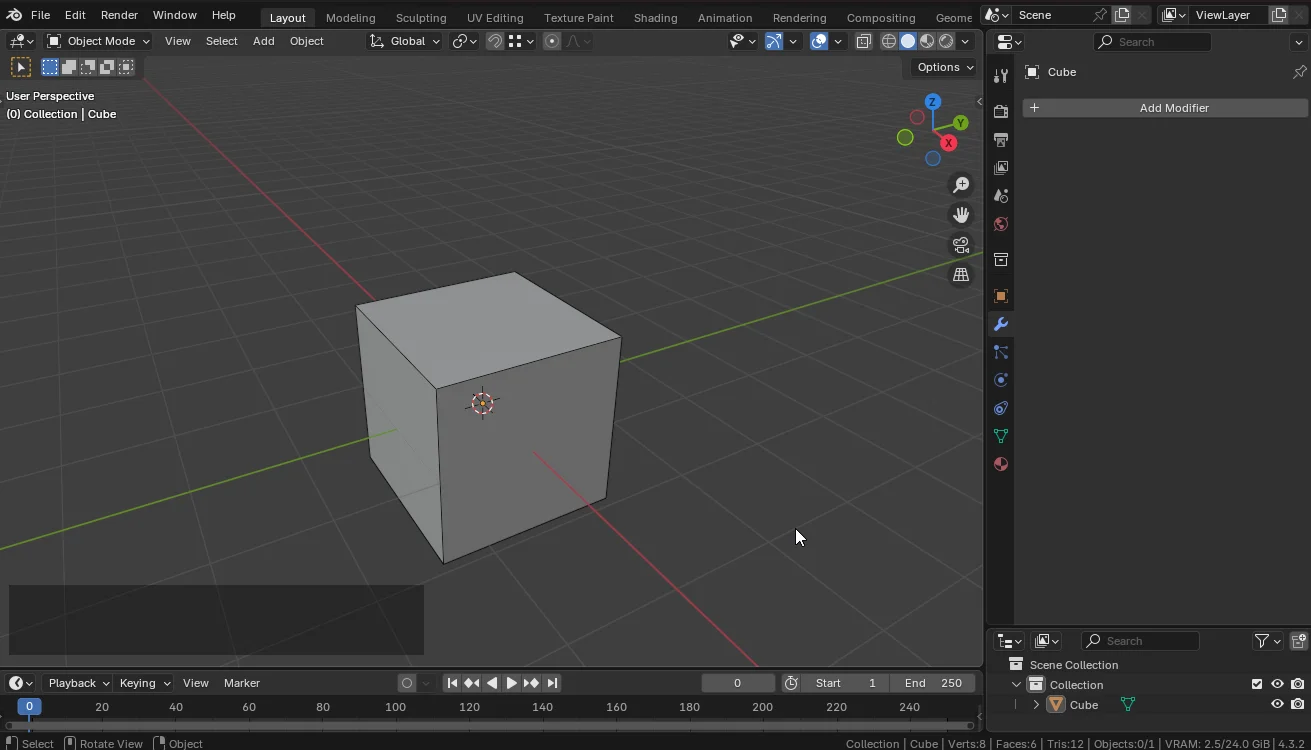 File Edit Render Window Help Layout Modeling Sculpting UV Editing Texture Paint Shading Animation Rendering Compositing Geome Scene ViewLayer
Object Mode View Select Add Object Global Search
Options
Cube
User Perspective
(0) Collection | Cube
Add Modifier
Z
Y
X
Search
Scene Collection
Collection
Cube
Playback Keying View Marker 0 Start 1 End 250
0 20 40 60 80 100 120 140 160 180 200 220 240
Select Rotate View Object Collection | Cube | Verts:8 | Faces:6 | Tris:12 | Objects:0/1 | VRAM: 2.5/24.0 GiB | 4.3.2